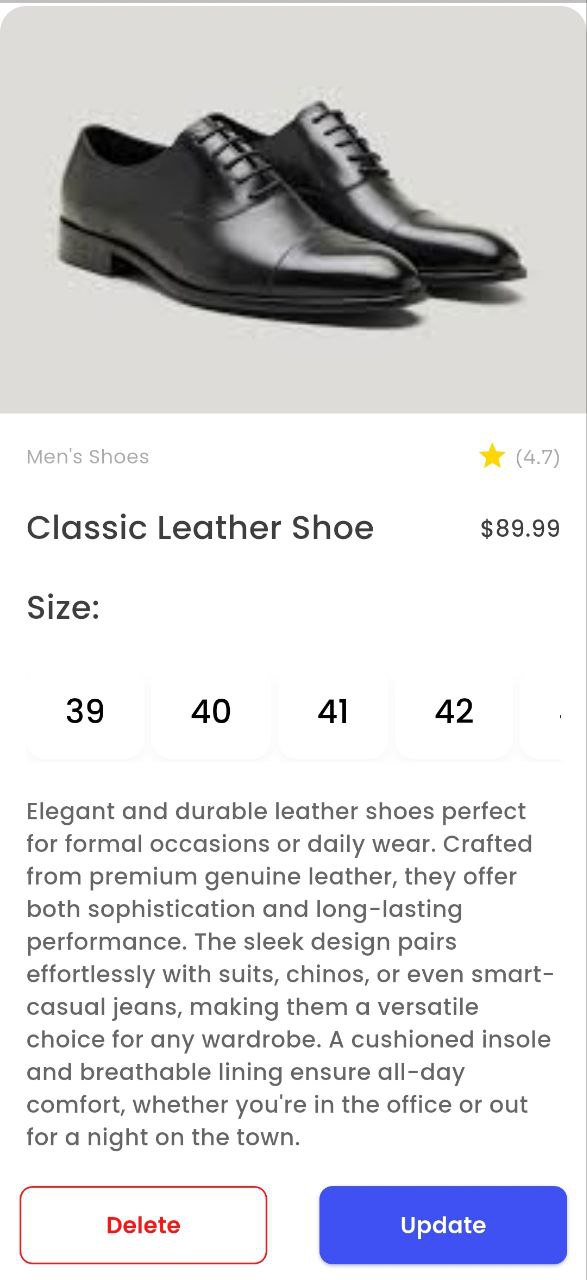 Men's Shoes (4.7)
Classic Leather Shoe $89.99
Size:
39 40 41 42
Elegant and durable leather shoes perfect
for formal occasions or daily wear. Crafted
from premium genuine leather, they offer
both sophistication and long-lasting
performance. The sleek design pairs
effortlessly with suits, chinos, or even smart-
casual jeans, making them a versatile
choice for any wardrobe. A cushioned insole
and breathable lining ensure all-day
comfort, whether you're in the office or out
for a night on the town.
Delete Update